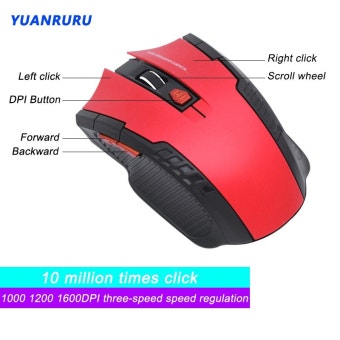 YUANRURU
Right click
Left click
Scroll wheel
DPI Button
Forward
Backward
10 million times click
1000 1200 1600DPI three-speed speed regulation